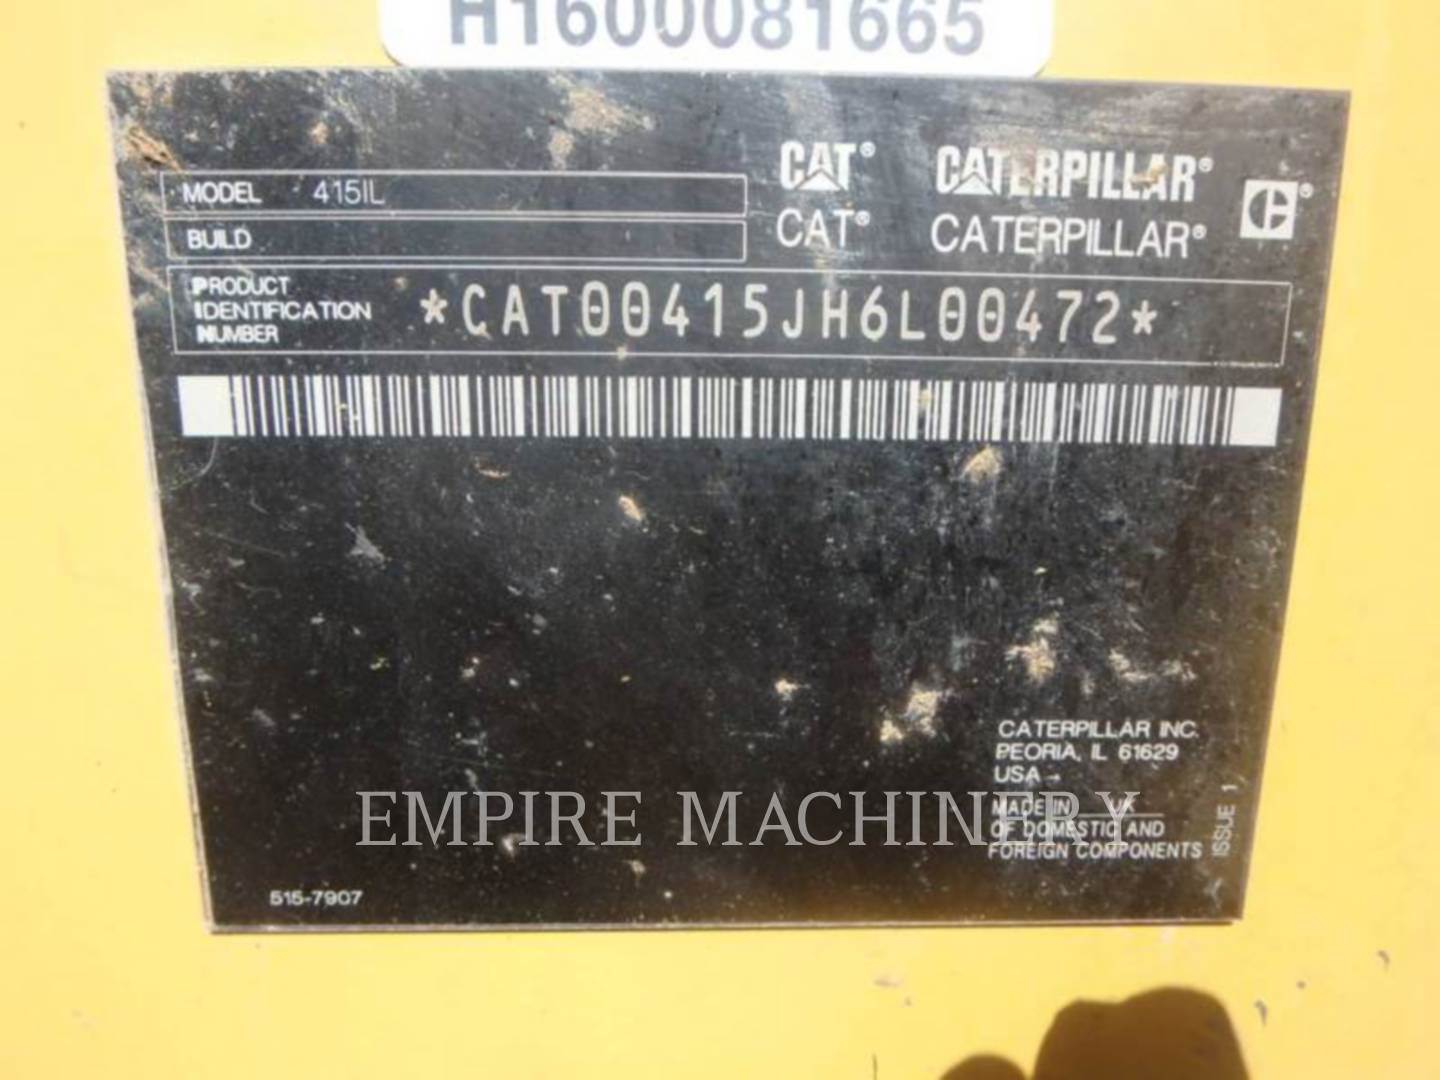 H1600081665
CAT® CATERPILLAR®
MODEL 415IL
CAT® CATERPILLAR®
BUILD
PRODUCT
IDENTIFICATION
NUMBER
*CAT00415JH6L00472*
CATERPILLAR INC.
PEORIA, IL 61629
USA
EMPIRE MACHINERY
MADE IN UK
OF DOMESTIC AND
FOREIGN COMPONENTS
ISSUE 1
515-7907